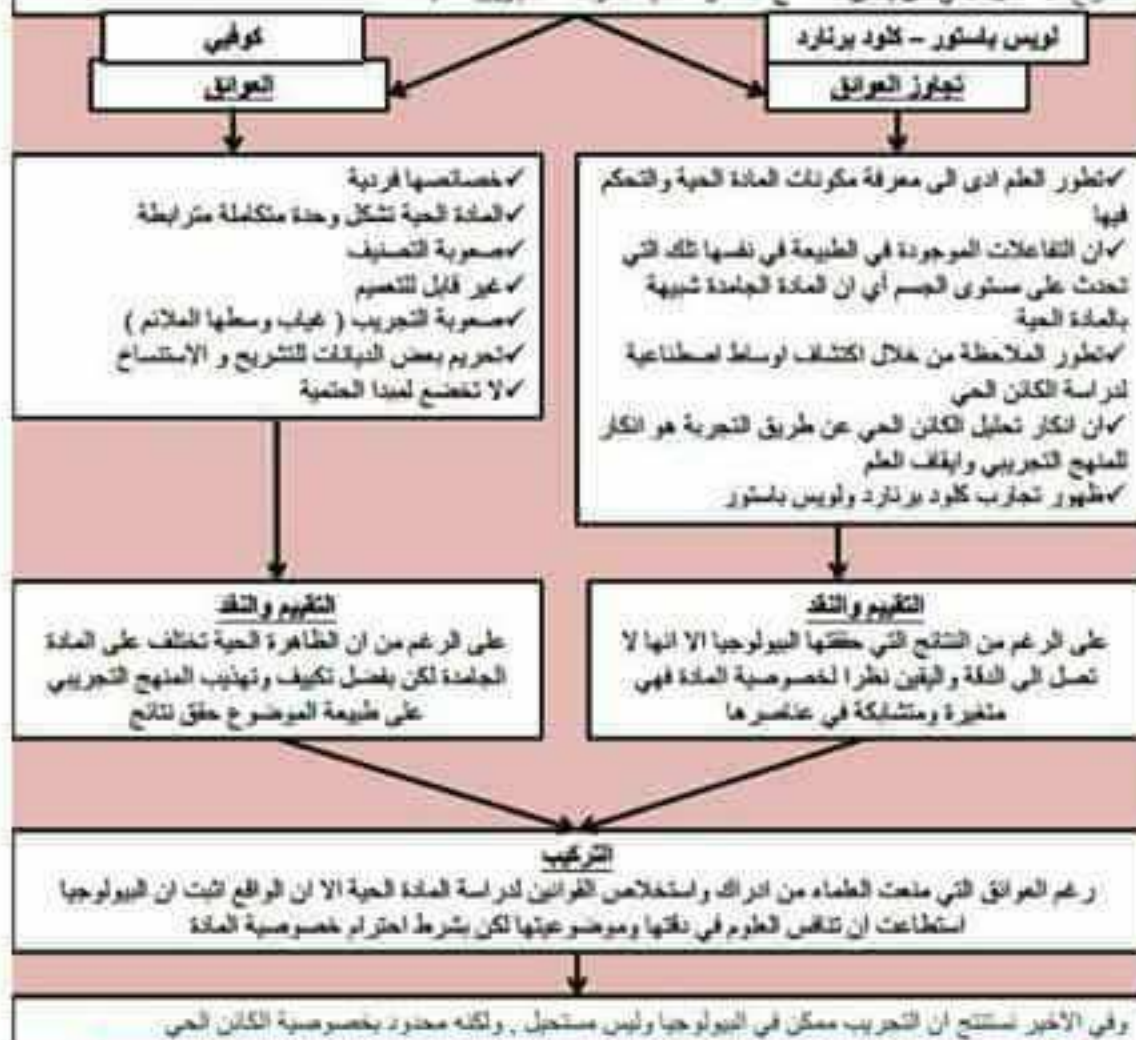 لويس باستور – كلود برنارد
تجاوز العوائق
كوفيي
العوائق
✓تطور العلم ادى الى معرفة مكونات المادة الحية والتحكم
فيها
✓ان التفاعلات الموجودة في الطبيعة في نفسها تلك التي
تحدث على مستوى الجسم أي ان المادة الجامدة شبيهة
بالمادة الحية
✓تطور الملاحظة من خلال اكتشاف اوساط اصطناعية
لدراسة الكائن الحي
✓ان انكار تحليل الكائن الحي عن طريق التجربة هو انكار
للمنهج التجريبي وايقاف العلم
✓ظهور تجارب كلود برنارد ولويس باستور
✓خصائصها فردية
✓المادة الحية تشكل وحدة متكاملة مترابطة
✓صعوبة التصنيف
✓غير قابل للتعميم
✓صعوبة التجريب ( غياب وسطها الملائم )
✓تحريم بعض الديانات للتشريح و الاستنساخ
✓لا تخضع لمبدا الحتمية
التقييم والنقد
على الرغم من النتائج التي حققتها البيولوجيا الا انها لا
تصل الى الدقة واليقين نظرا لخصوصية المادة فهي
متغيرة ومتشابكة في عناصرها
التقييم والنقد
على الرغم من ان الظاهرة الحية تختلف على المادة
الجامدة لكن بفضل تكييف وتهذيب المنهج التجريبي
على طبيعة الموضوع حقق نتائج
التركيب
رغم العوائق التي منعت العلماء من ادراك واستخلاص القوانين لدراسة المادة الحية الا ان الواقع اثبت ان البيولوجيا
استطاعت ان تنافس العلوم في دقتها وموضوعيتها لكن بشرط احترام خصوصية المادة
وفي الاخير نستنتج ان التجريب ممكن في البيولوجيا وليس مستحيل , ولكنه محدود بخصوصية الكائن الحي